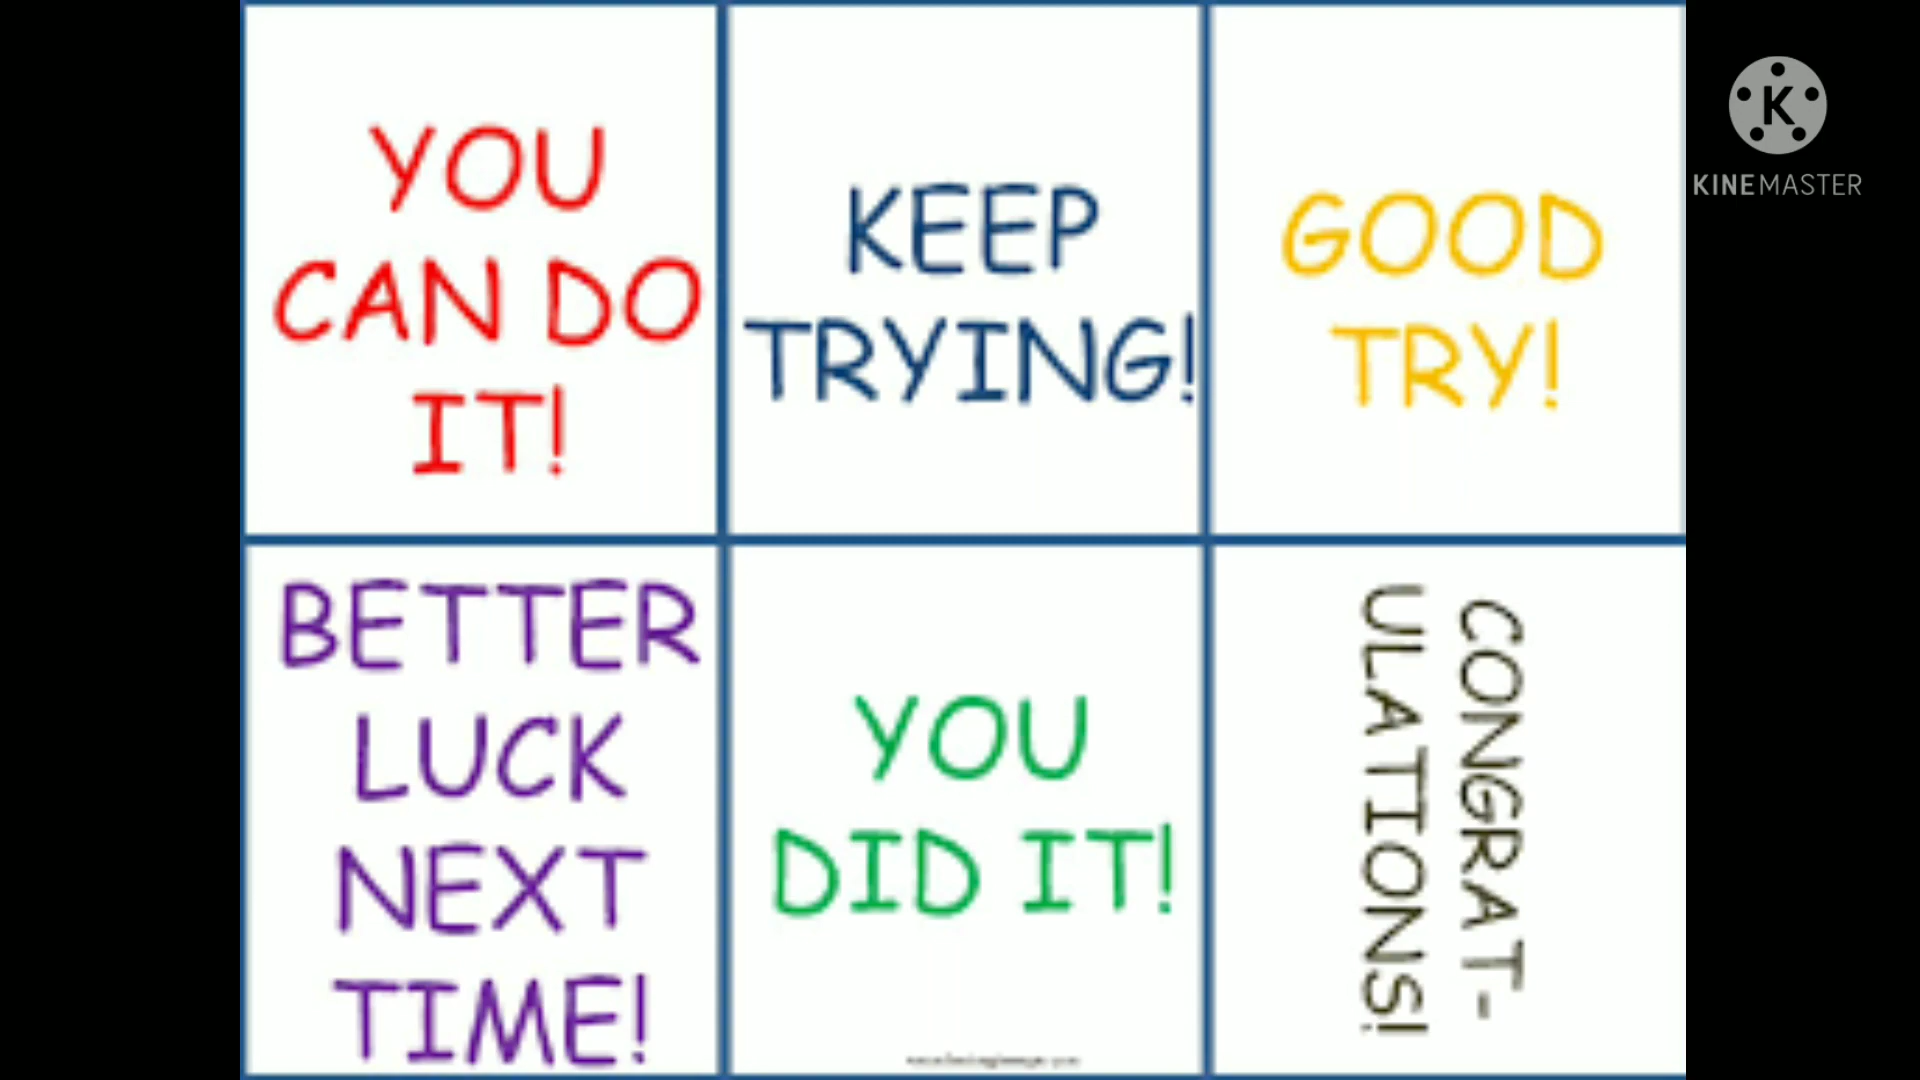 YOU
CAN DO
IT!
KEEP
TRYING!
GOOD
TRY!
BETTER
LUCK
NEXT
TIME!
YOU
DID IT!
CONGRAT-
ULATIONS!
K
KINEMASTER